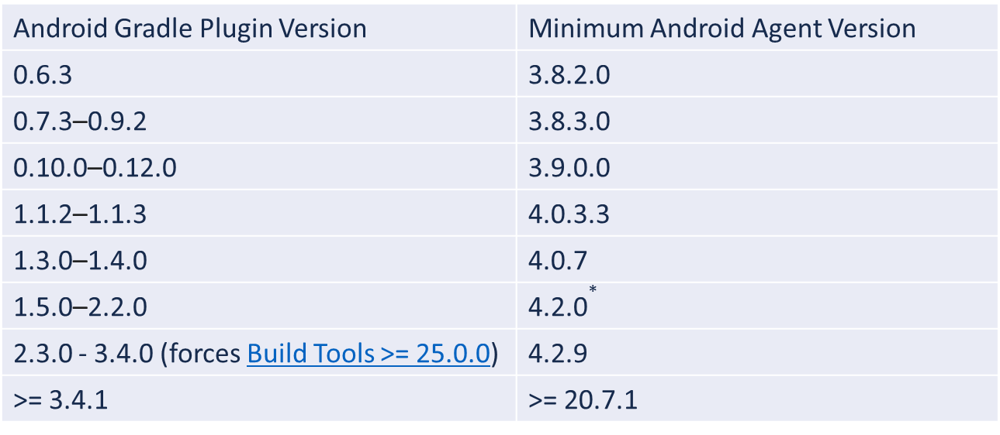 Android Gradle Plugin Version Minimum Android Agent Version
0.6.3 3.8.2.0
0.7.3–0.9.2 3.8.3.0
0.10.0–0.12.0 3.9.0.0
1.1.2–1.1.3 4.0.3.3
1.3.0–1.4.0 4.0.7
1.5.0–2.2.0 4.2.0*
2.3.0 - 3.4.0 (forces Build Tools >= 25.0.0) 4.2.9
>= 3.4.1 >= 20.7.1